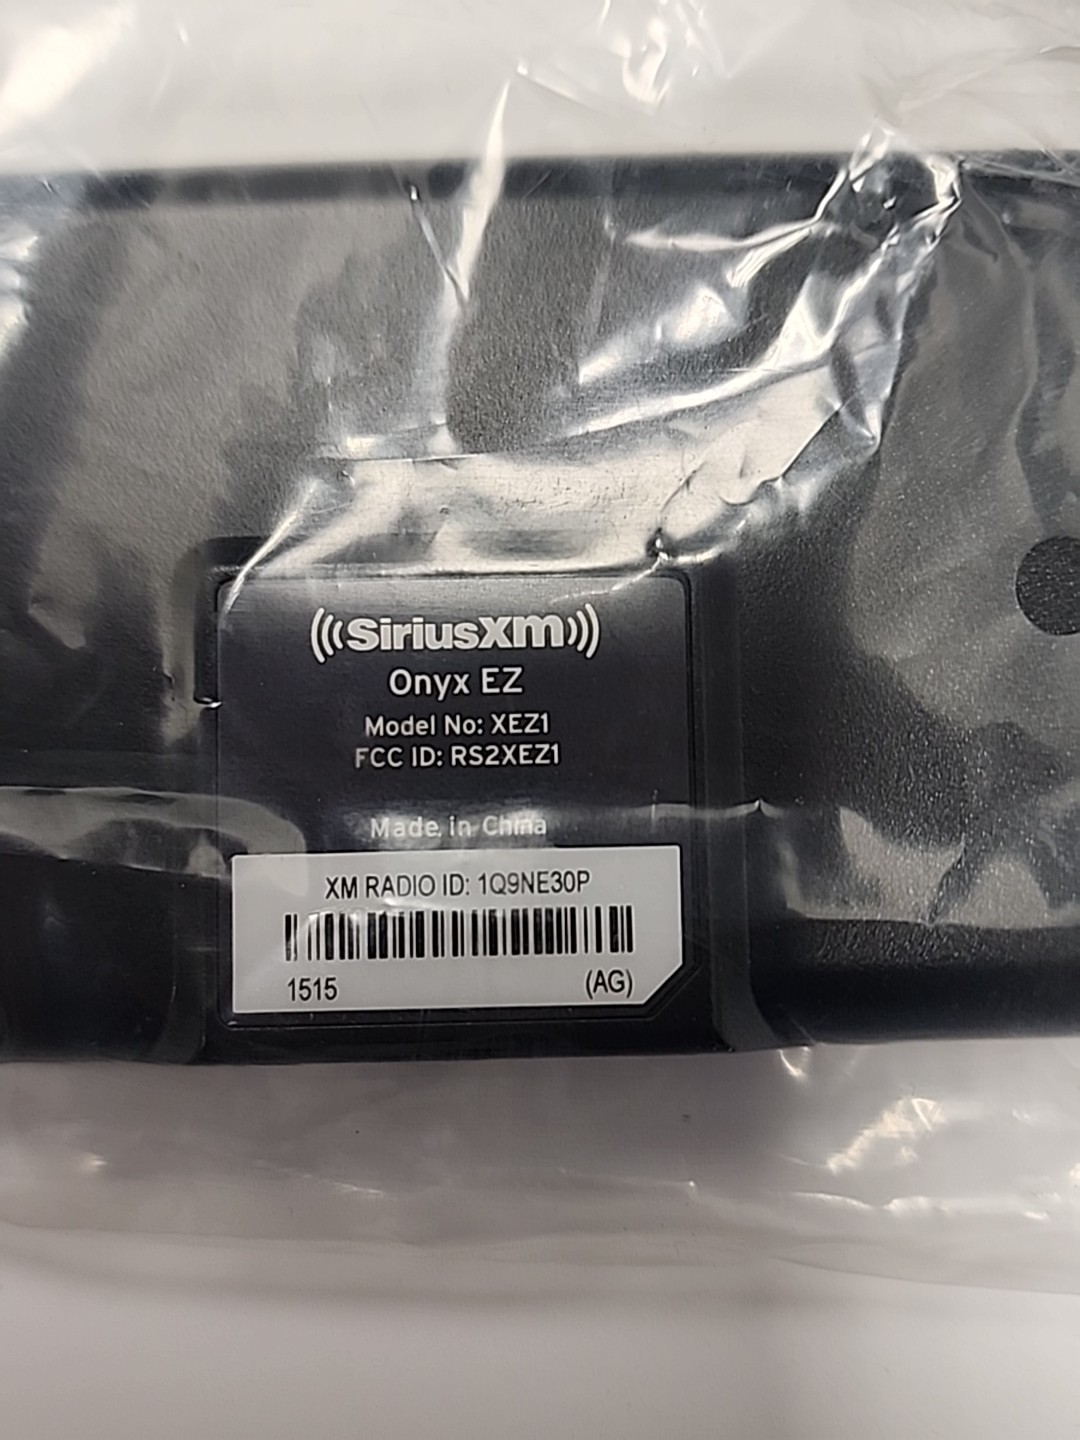 SiriusXM
Onyx EZ
Model No: XEZ1
FCC ID: RS2XEZ1
Made in China
XM RADIO ID: 1Q9NE30P
1515 (AG)